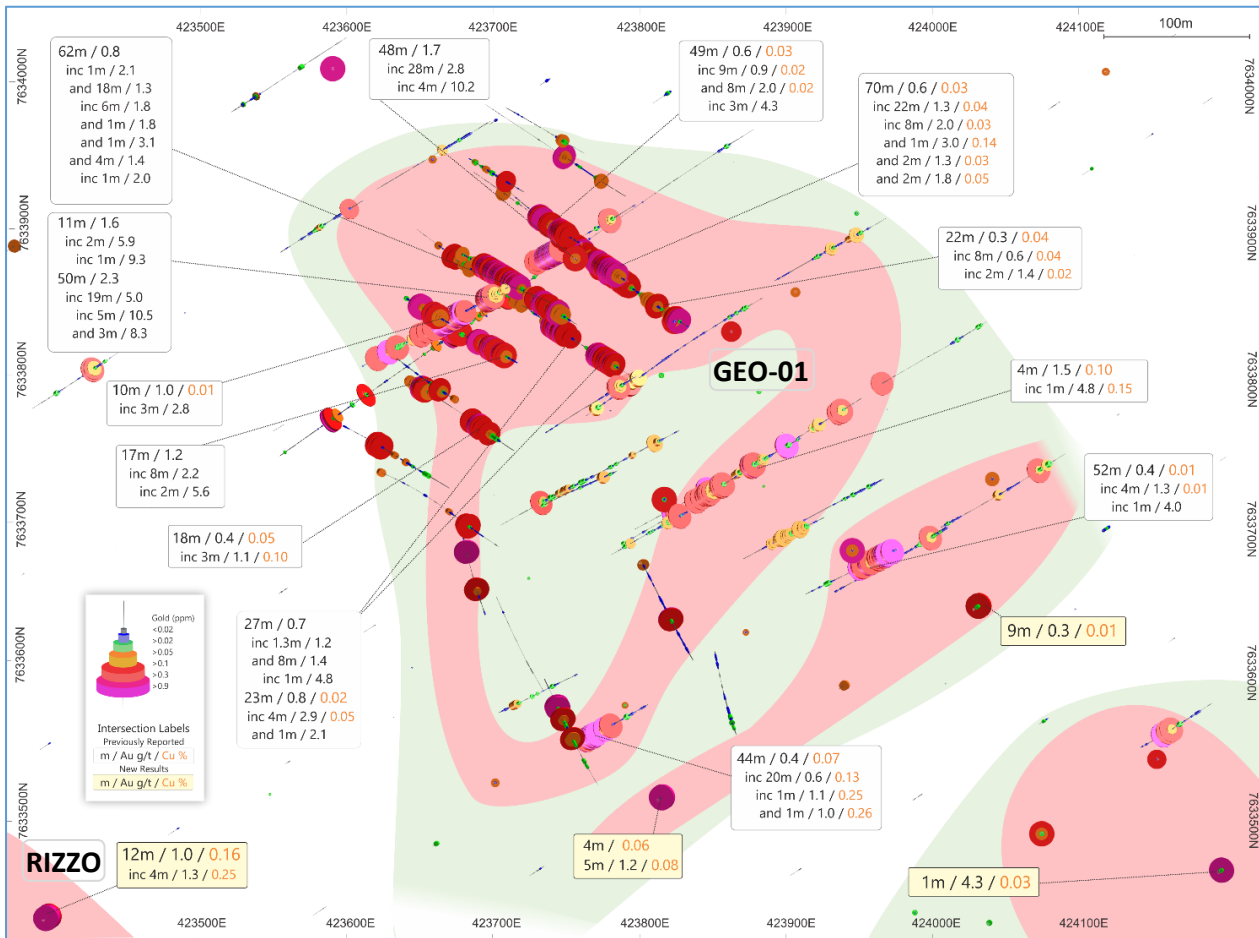 423500E 423600E 423700E 423800E 423900E 424000E 424100E
100m
7634000N
7634000N
62m / 0.8
inc 1m / 2.1
and 18m / 1.3
inc 6m / 1.8
and 1m / 1.8
and 1m / 3.1
and 4m / 1.4
inc 1m / 2.0
48m / 1.7
inc 28m / 2.8
inc 4m / 10.2
49m / 0.6 / 0.03
inc 9m / 0.9 / 0.02
and 8m / 2.0 / 0.02
inc 3m / 4.3
70m / 0.6 / 0.03
inc 22m / 1.3 / 0.04
inc 8m / 2.0 / 0.03
and 1m / 3.0 / 0.14
and 2m / 1.3 / 0.03
and 2m / 1.8 / 0.05
7633900N
7633900N
11m / 1.6
inc 2m / 5.9
inc 1m / 9.3
50m / 2.3
inc 19m / 5.0
inc 5m / 10.5
and 3m / 8.3
22m / 0.3 / 0.04
inc 8m / 0.6 / 0.04
inc 2m / 1.4 / 0.02
7633800N
7633800N
GEO-01
10m / 1.0 / 0.01
inc 3m / 2.8
4m / 1.5 / 0.10
inc 1m / 4.8 / 0.15
17m / 1.2
inc 8m / 2.2
inc 2m / 5.6
52m / 0.4 / 0.01
inc 4m / 1.3 / 0.01
inc 1m / 4.0
7633700N
7633700N
18m / 0.4 / 0.05
inc 3m / 1.1 / 0.10
7633600N
7633600N
27m / 0.7
inc 1.3m / 1.2
and 8m / 1.4
inc 1m / 4.8
23m / 0.8 / 0.02
inc 4m / 2.9 / 0.05
and 1m / 2.1
9m / 0.3 / 0.01
Gold (ppm)
<0.02
>0.02
>0.05
>0.1
>0.3
>0.9
Intersection Labels
Previously Reported
m / Au g/t / Cu %
New Results
m / Au g/t / Cu %
44m / 0.4 / 0.07
inc 20m / 0.6 / 0.13
inc 1m / 1.1 / 0.25
and 1m / 1.0 / 0.26
7633500N
7633500N
RIZZO
12m / 1.0 / 0.16
inc 4m / 1.3 / 0.25
4m / 0.06
5m / 1.2 / 0.08
1m / 4.3 / 0.03
423500E 423600E 423700E 423800E 423900E 424000E 424100E